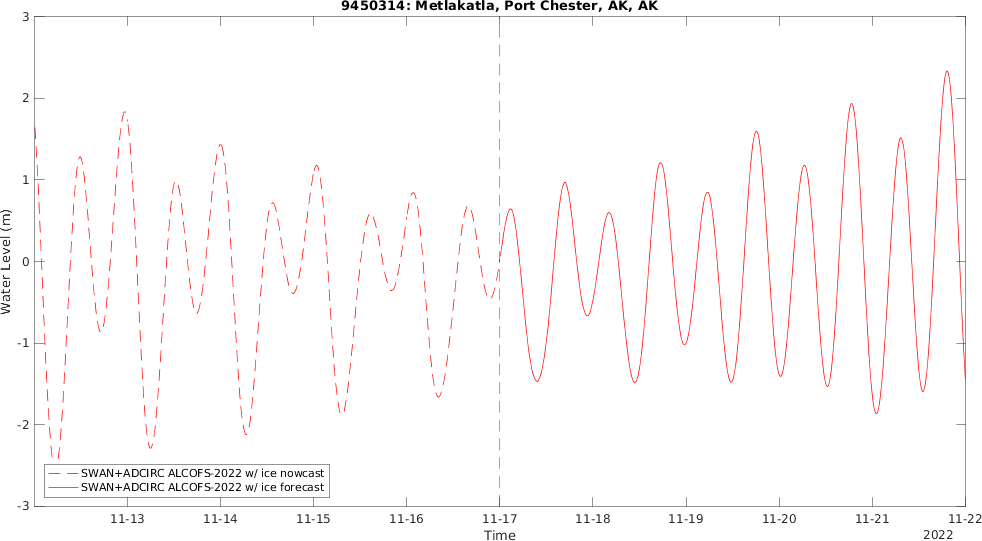 9450314: Metlakatla, Port Chester, AK, AK
3
2
1
0
-1
-2
-3
Water Level (m)
SWAN+ADCIRC ALCOFS-2022 w/ ice nowcast
SWAN+ADCIRC ALCOFS-2022 w/ ice forecast
11-13 11-14 11-15 11-16 11-17 11-18 11-19 11-20 11-21 11-22
Time
2022